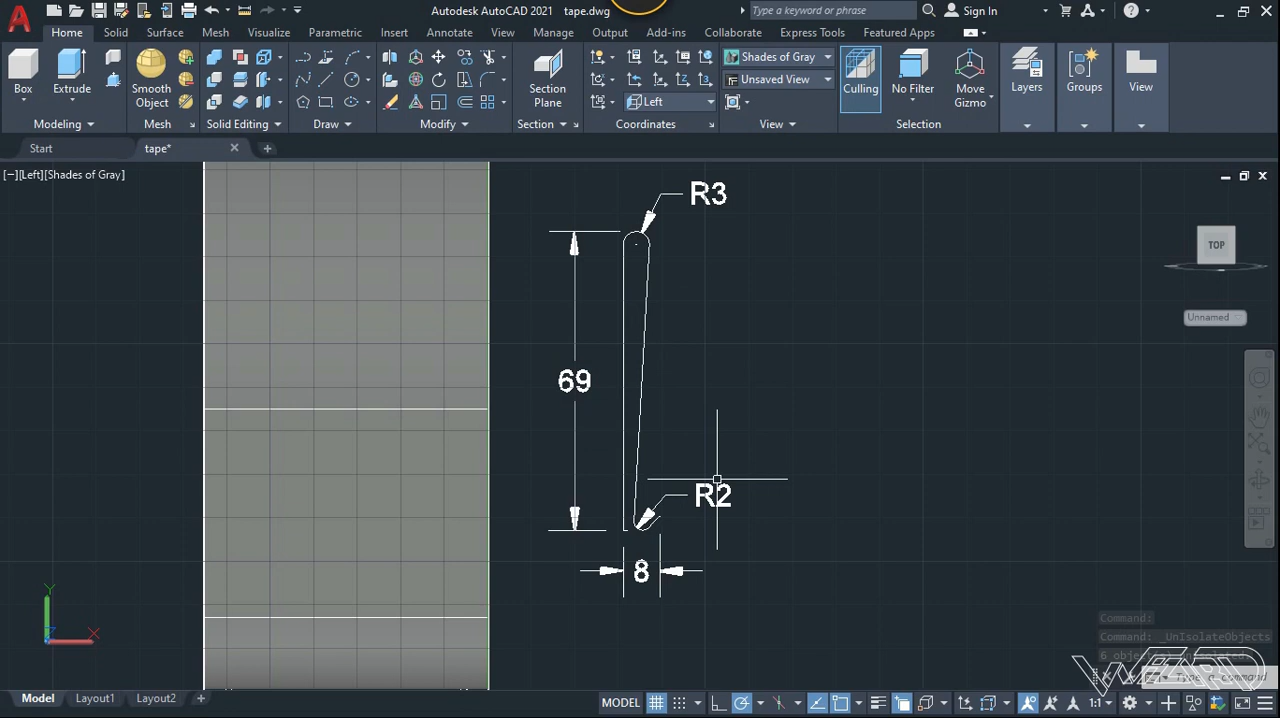 Autodesk AutoCAD 2021 tape.dwg
Type a keyword or phrase
Sign In
Home Solid Surface Mesh Visualize Parametric Insert Annotate View Manage Output Add-ins Collaborate Express Tools Featured Apps
Box
Extrude
Smooth Object
Section Plane
Shades of Gray
Unsaved View
Left
Culling
No Filter
Move Gizmo
Layers
Groups
View
Modeling Mesh Solid Editing Draw Modify Section Coordinates View Selection
Start
tape*
[−][Left][Shades of Gray]
R3
TOP
Unnamed
69
R2
8
Y
X
Command:
Command: _UnIsolateObjects
Type a command
Model Layout1 Layout2
MODEL
1:1